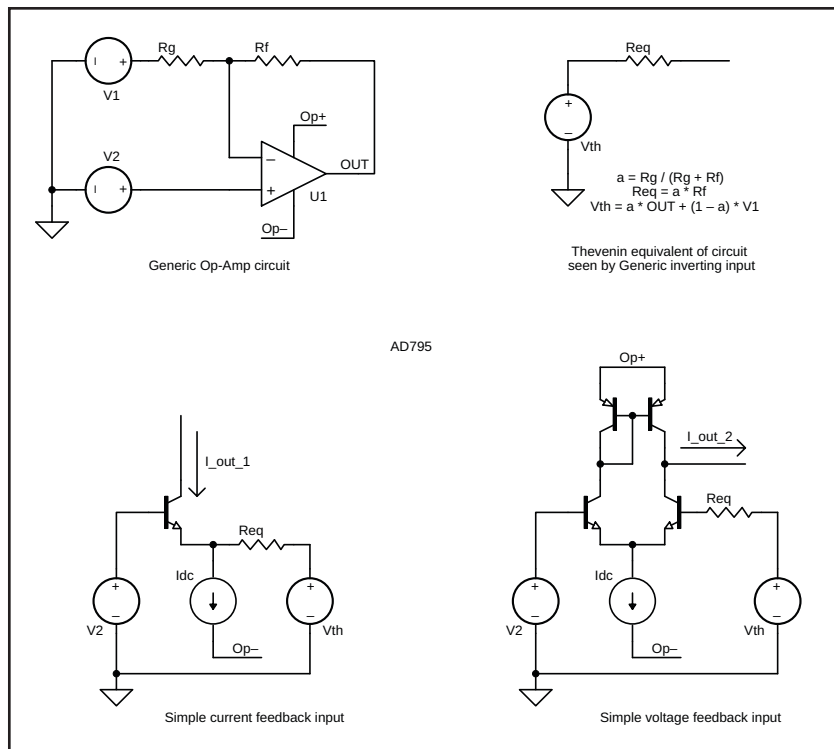 Rg
Rf
V1
V2
Op+
OUT
U1
Op–
Generic Op-Amp circuit
Req
Vth
a = Rg / (Rg + Rf)
Req = a * Rf
Vth = a * OUT + (1 – a) * V1
Thevenin equivalent of circuit
seen by Generic inverting input
AD795
I_out_1
Req
Idc
V2
Vth
Op–
Simple current feedback input
Op+
I_out_2
Req
Idc
V2
Vth
Op–
Simple voltage feedback input